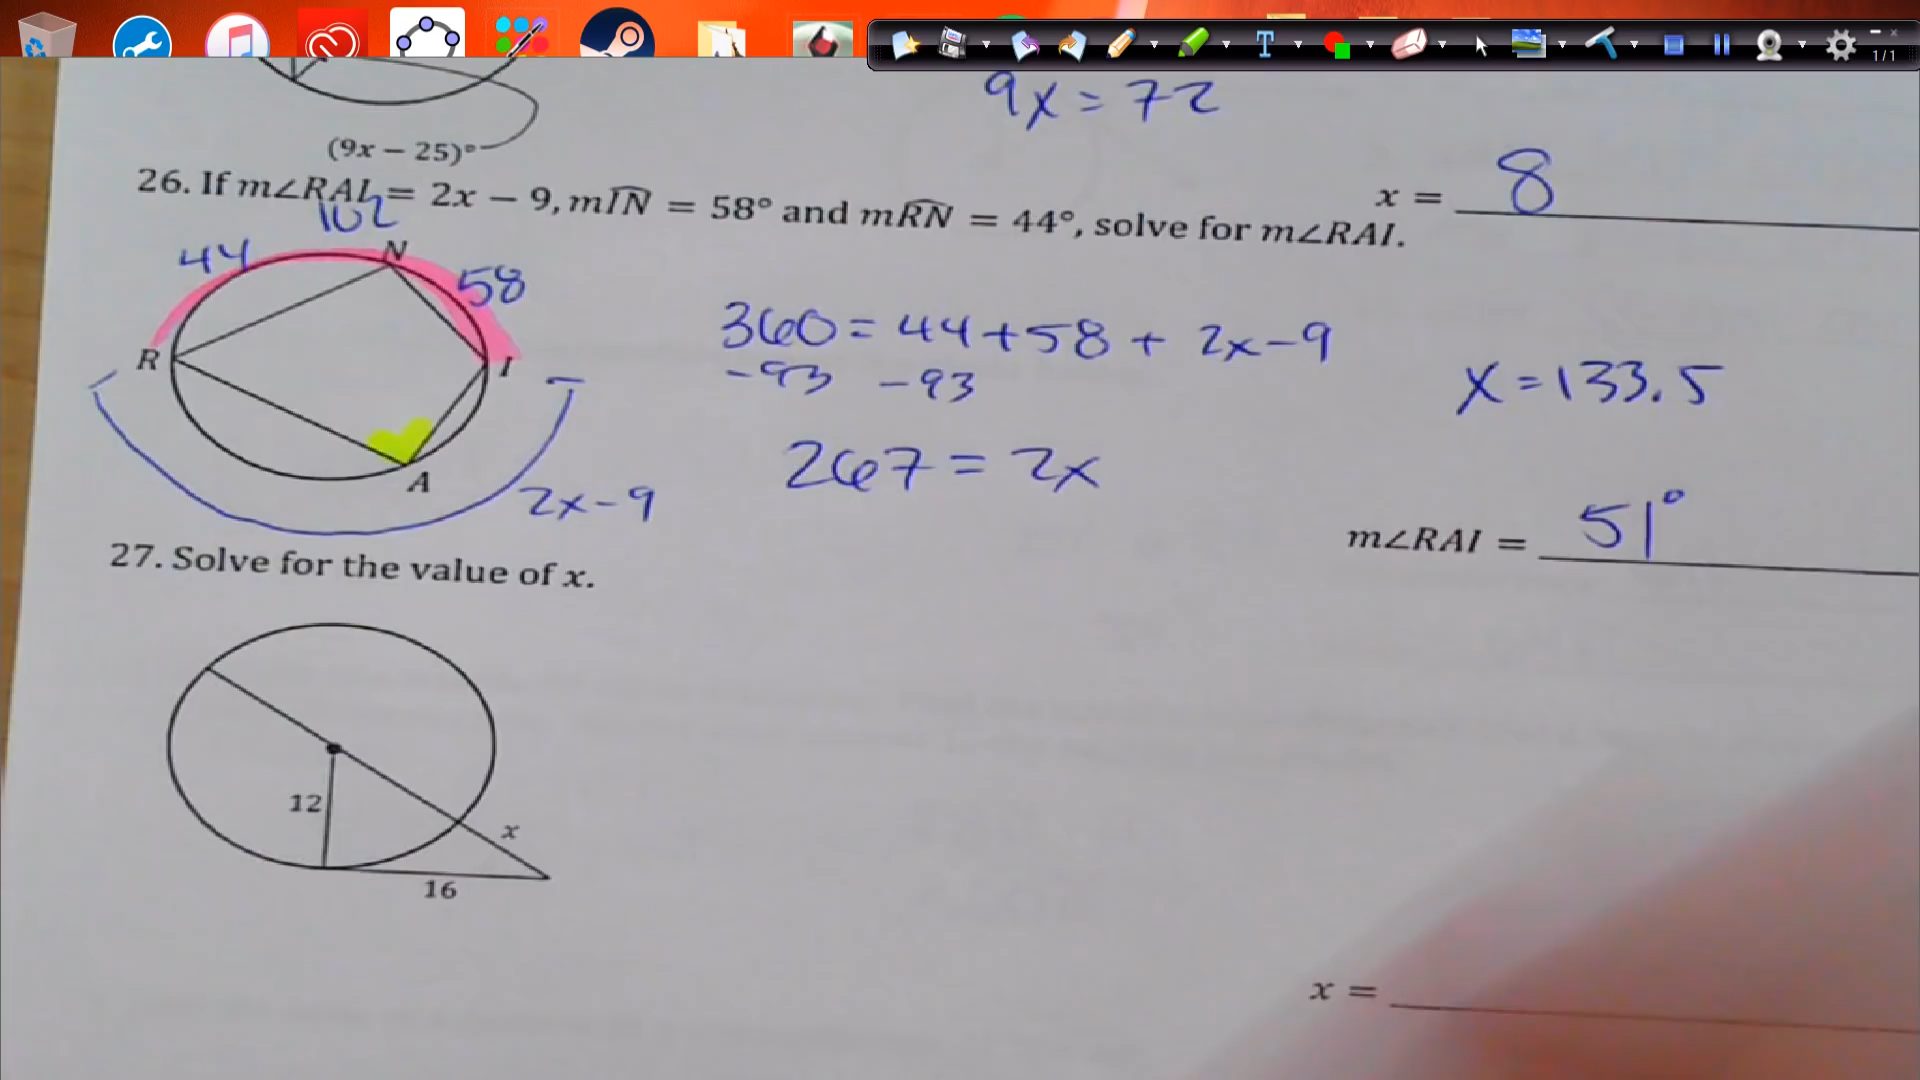 1/1
9x = 72
(9x − 25)°
x = 8
26. If m∠RAI = 2x − 9, mIN = 58° and mRN = 44°, solve for m∠RAI.
102
44
N
58
R
I
A
2x-9
360 = 44+58 + 2x-9
-93 -93
267 = 2x
x = 133.5
m∠RAI = 51°
27. Solve for the value of x.
12
x
16
x =